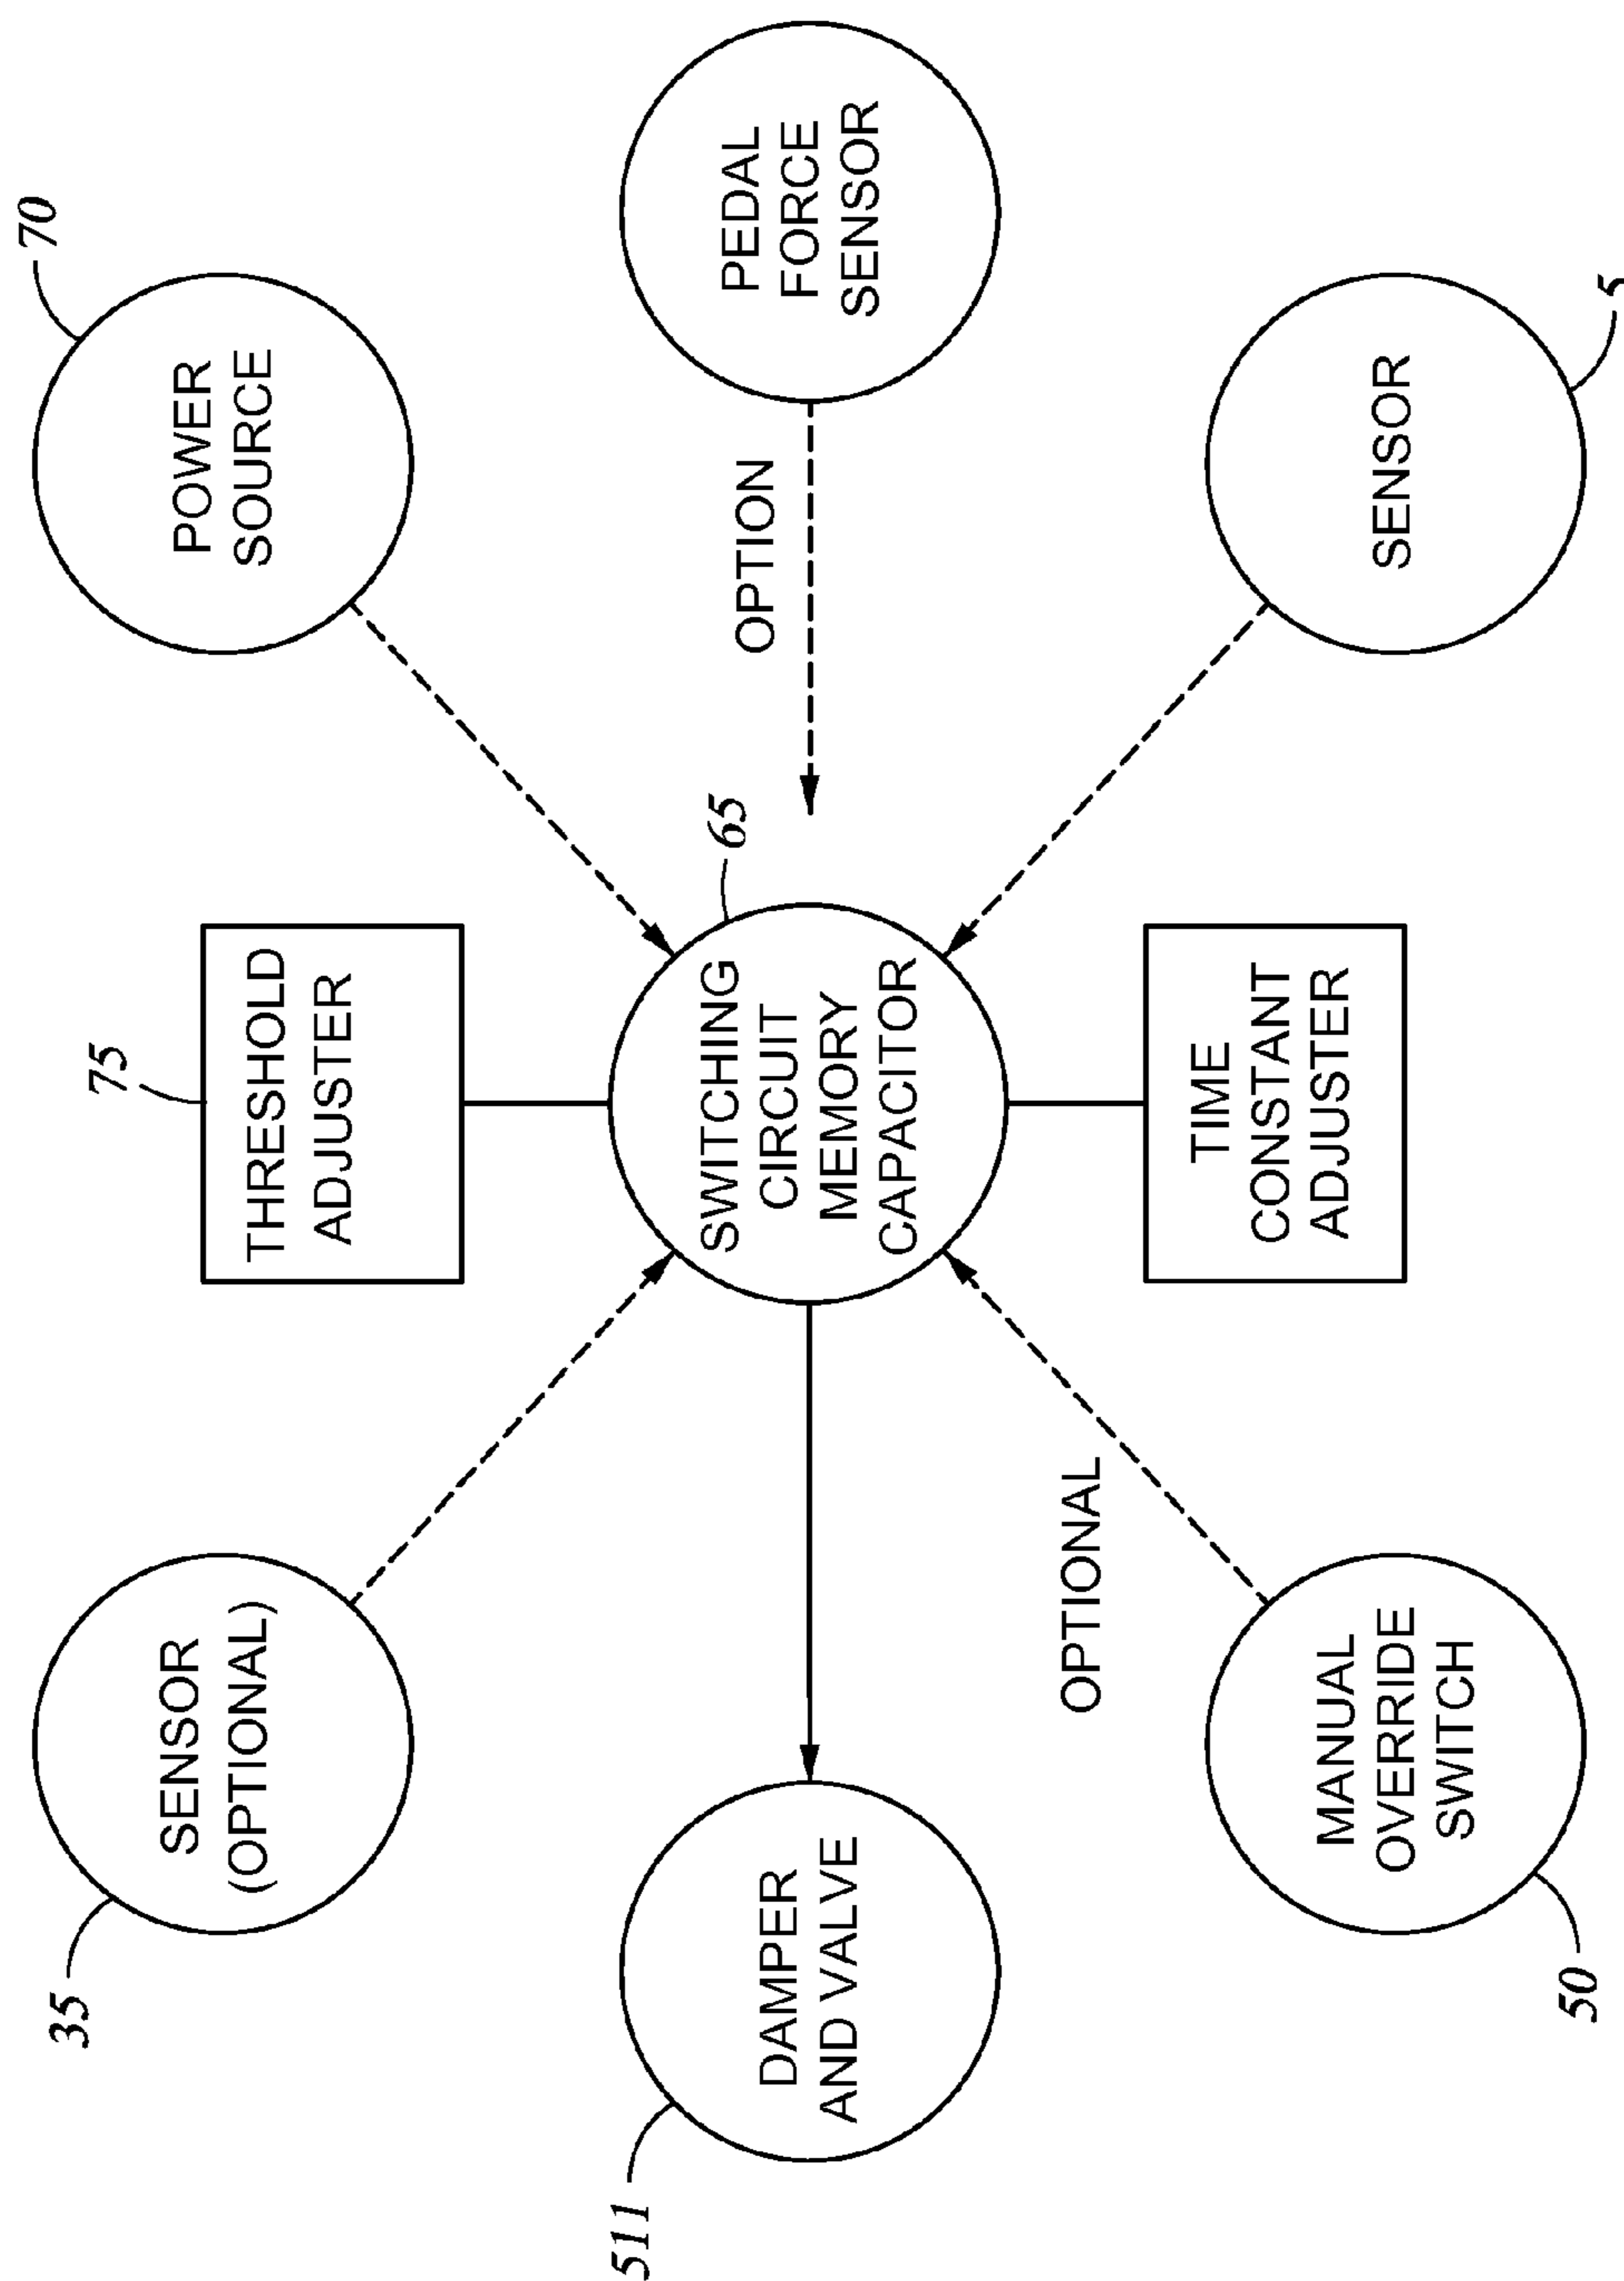 35
SENSOR
(OPTIONAL)
75
THRESHOLD
ADJUSTER
70
POWER
SOURCE
511
DAMPER
AND VALVE
65
SWITCHING
CIRCUIT
MEMORY
CAPACITOR
OPTION
PEDAL
FORCE
SENSOR
OPTIONAL
50
MANUAL
OVERRIDE
SWITCH
TIME
CONSTANT
ADJUSTER
SENSOR
5